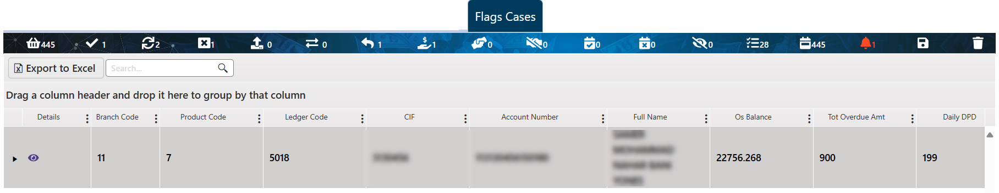 Flags Cases
445 1 2 1 0 0 1 1 0 0 0 0 0 28 445 1
Export to Excel Search...
Drag a column header and drop it here to group by that column
Details Branch Code Product Code Ledger Code CIF Account Number Full Name Os Balance Tot Overdue Amt Daily DPD
11 7 5018 22756.268 900 199